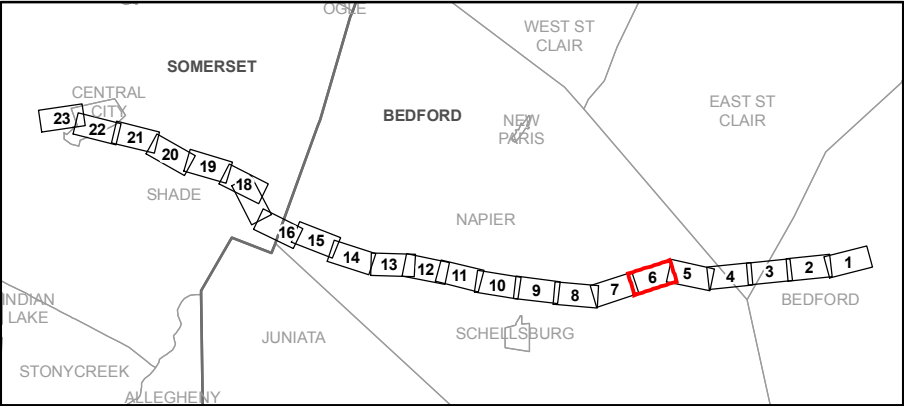 OGLE
WEST ST
CLAIR
SOMERSET
CENTRAL
CITY
EAST ST
CLAIR
BEDFORD
NEW
PARIS
23
22
21
20
19
18
SHADE
NAPIER
16
15
14
13
12
11
10
9
8
7
6
5
4
3
2
1
INDIAN
LAKE
BEDFORD
JUNIATA
SCHELLSBURG
STONYCREEK
ALLEGHENY